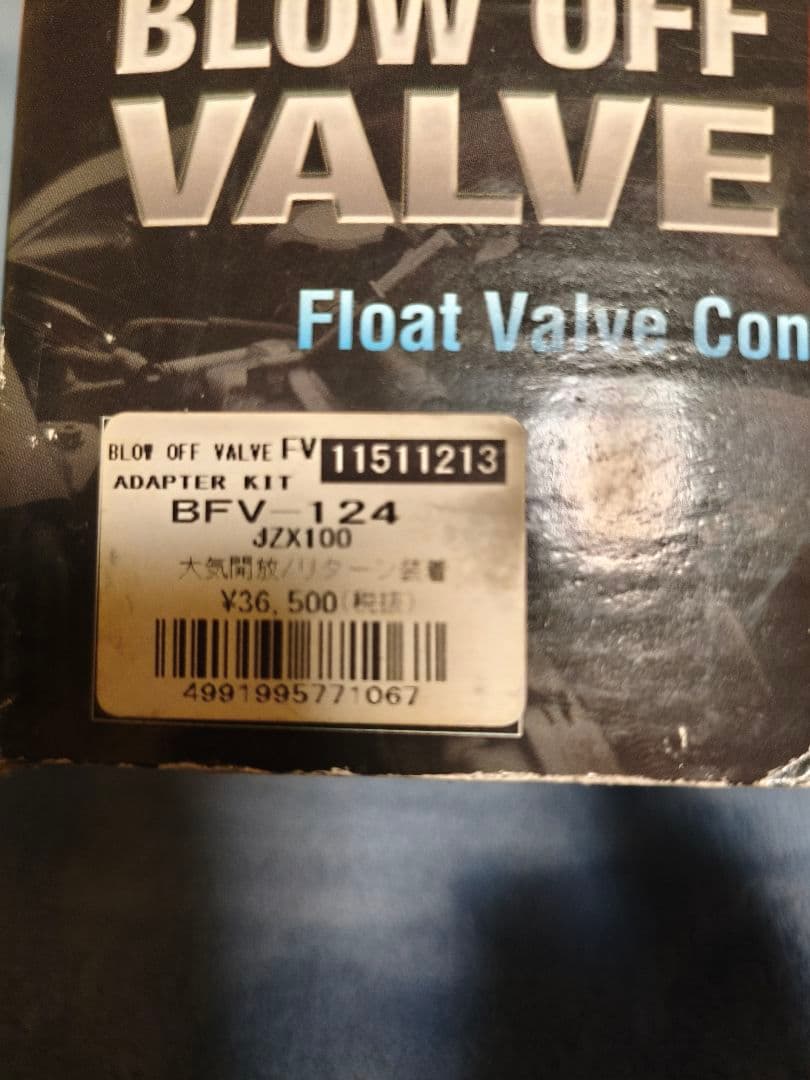 BLOW OFF
VALVE
Float Valve Con
BLOW OFF VALVE FV 11511213
ADAPTER KIT
BFV-124
JZX100
大気開放/リターン装着
¥36,500(税抜)
4991995771067